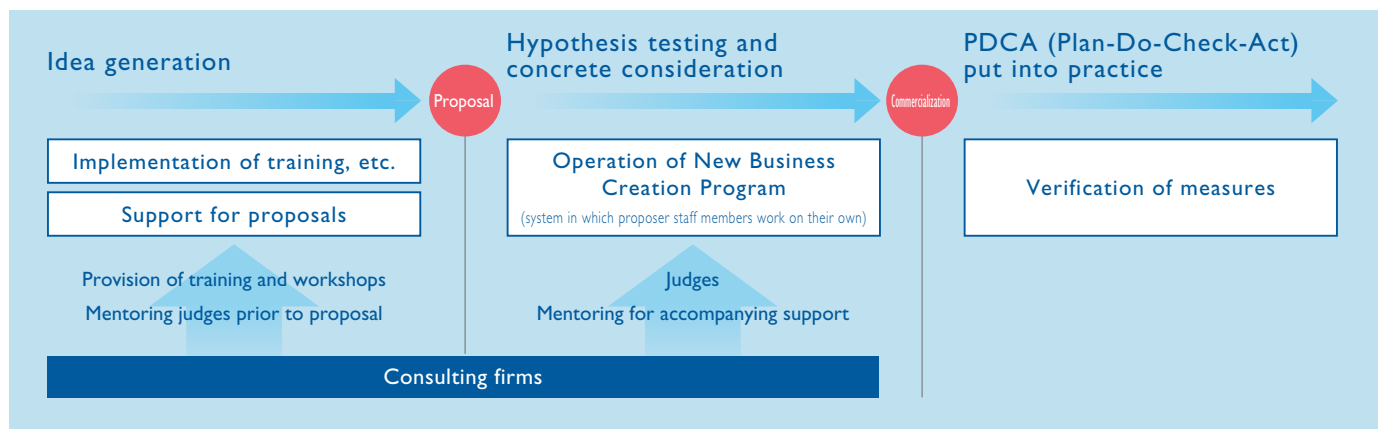 Idea generation
Proposal
Hypothesis testing and
concrete consideration
Commercialization
PDCA (Plan-Do-Check-Act)
put into practice
Implementation of training, etc.
Support for proposals
Operation of New Business
Creation Program
(system in which proposer staff members work on their own)
Verification of measures
Provision of training and workshops
Mentoring judges prior to proposal
Judges
Mentoring for accompanying support
Consulting firms